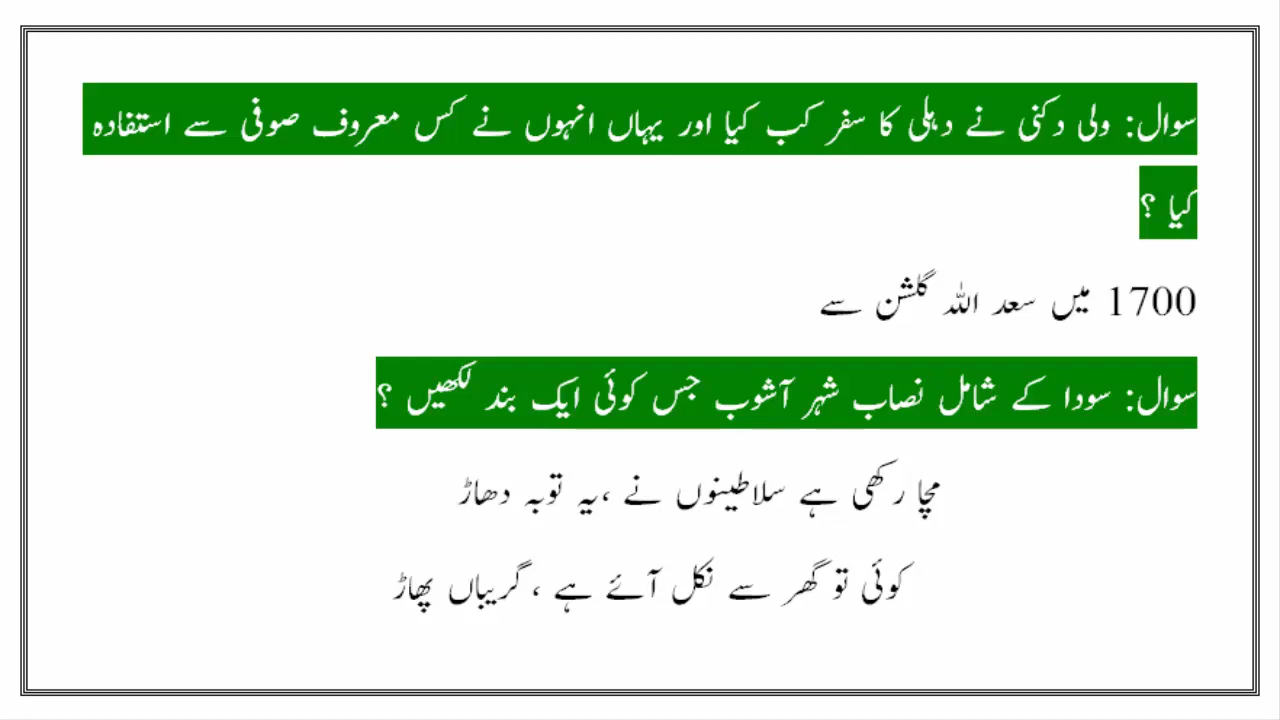 سوال: ولی دکنی نے دہلی کا سفر کب کیا اور یہاں انہوں نے کس معروف صوفی سے استفادہ
کیا ؟
1700 میں سعد اللہ گلشن سے
سوال: سودا کے شامل نصاب شہر آشوب جس کوئی ایک بند لکھیں ؟
مچا رکھی ہے سلاطینوں نے ،یہ توبہ دھاڑ
کوئی تو گھر سے نکل آئے ہے ، گریباں پھاڑ